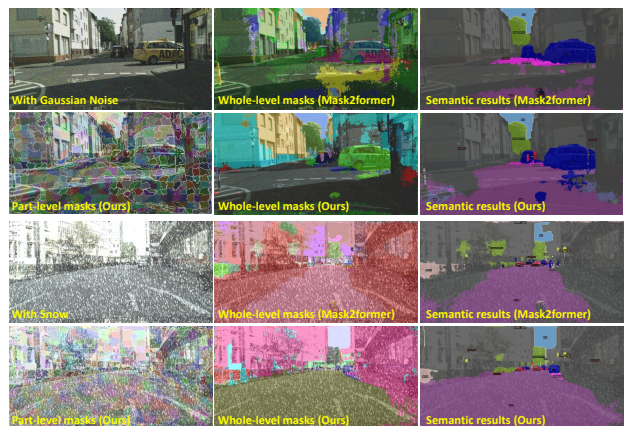 ADAC
With Gaussian Noise
Whole-level masks (Mask2former)
Semantic results (Mask2former)
Part-level masks (Ours)
Whole-level masks (Ours)
Semantic results (Ours)
With Snow
Whole-level masks (Mask2former)
Semantic results (Mask2former)
Part-level masks (Ours)
Whole-level masks (Ours)
Semantic results (Ours)